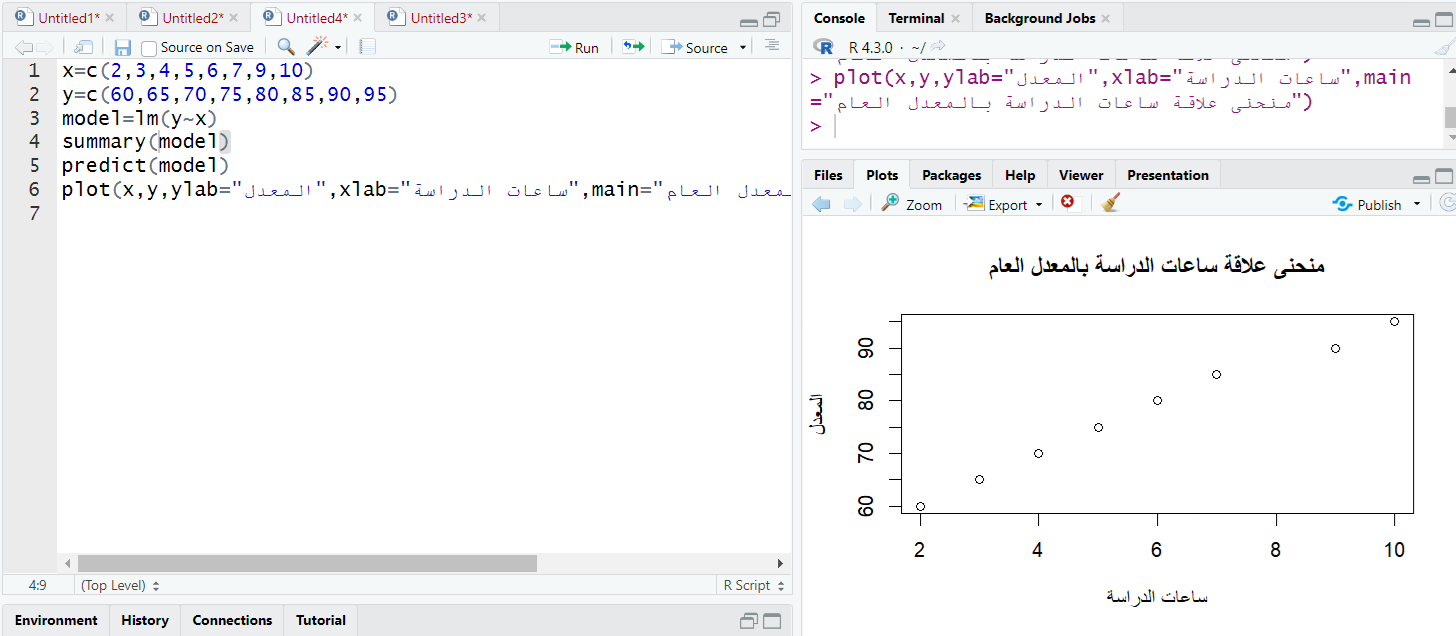 Untitled1* Untitled2* Untitled4* Untitled3*
Source on Save Run Source
1 x=c(2,3,4,5,6,7,9,10)
2 y=c(60,65,70,75,80,85,90,95)
3 model=lm(y~x)
4 summary(model)
5 predict(model)
6 plot(x,y,ylab="المعدل",xlab="ساعات الدراسة",main="لمعدل العام
7
4:9 (Top Level) R Script
Environment History Connections Tutorial
Console Terminal Background Jobs
R 4.3.0 · ~/
> plot(x,y,ylab="المعدل",xlab="ساعات الدراسة",main
="منحنى علاقة ساعات الدراسة بالمعدل العام")
>
Files Plots Packages Help Viewer Presentation
Zoom Export Publish
منحنى علاقة ساعات الدراسة بالمعدل العام
المعدل
90
80
70
60
2 4 6 8 10
ساعات الدراسة